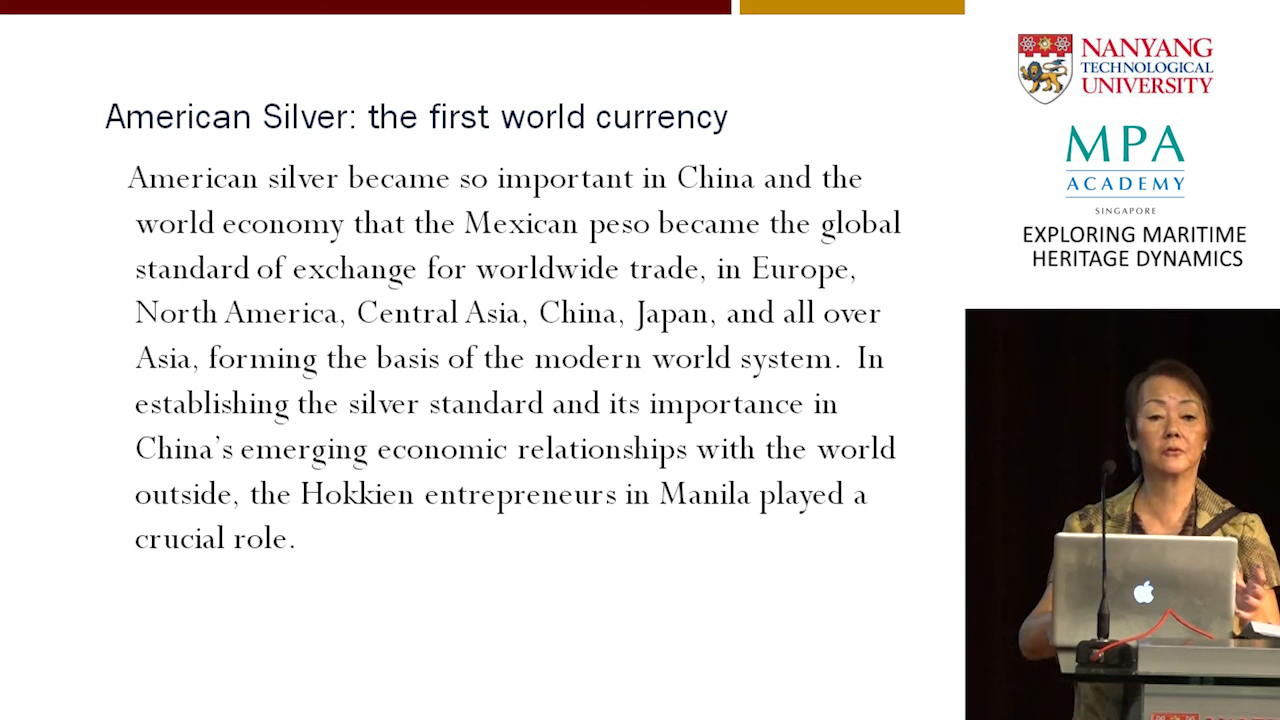 American Silver: the first world currency
American silver became so important in China and the
world economy that the Mexican peso became the global
standard of exchange for worldwide trade, in Europe,
North America, Central Asia, China, Japan, and all over
Asia, forming the basis of the modern world system. In
establishing the silver standard and its importance in
China's emerging economic relationships with the world
outside, the Hokkien entrepreneurs in Manila played a
crucial role.
NANYANG
TECHNOLOGICAL
UNIVERSITY
MPA
ACADEMY
SINGAPORE
EXPLORING MARITIME
HERITAGE DYNAMICS
NANYANG